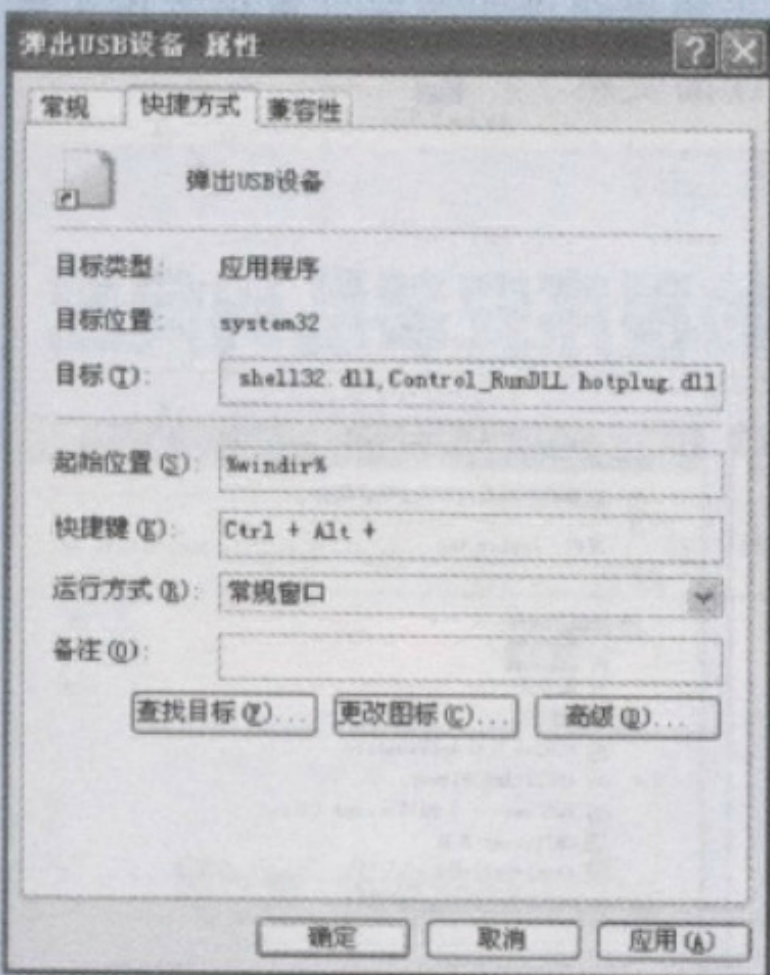 弹出USB设备 属性
常规 快捷方式 兼容性
弹出USB设备
目标类型: 应用程序
目标位置: system32
目标(T): shell32.dll,Control_RunDLL hotplug.dll
起始位置(S): %windir%
快捷键(K): Ctrl + Alt +
运行方式(R): 常规窗口
备注(O):
查找目标(F)... 更改图标(C)... 高级(D)...
确定 取消 应用(A)